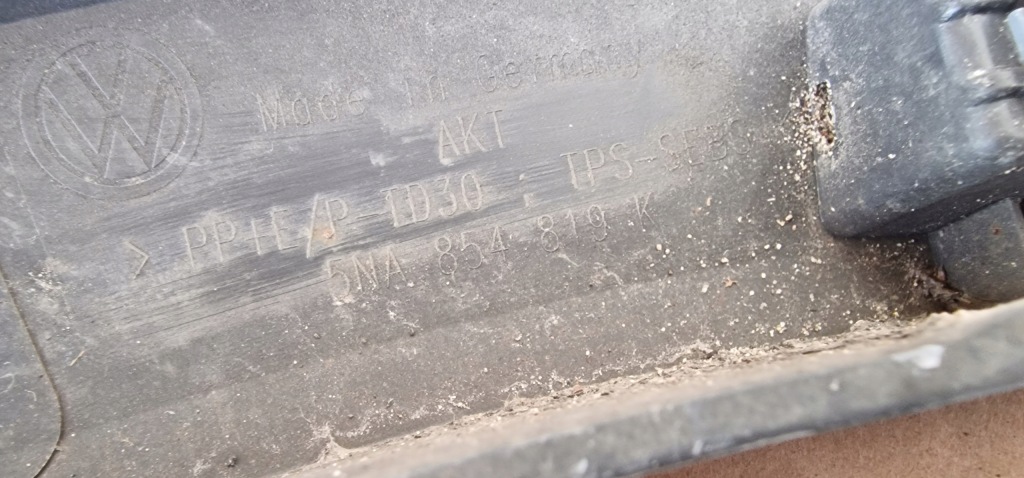 Made in Germany
AKT
> PP+E/P-TD30 ; TPS-SEBS
5NA 854 819 K